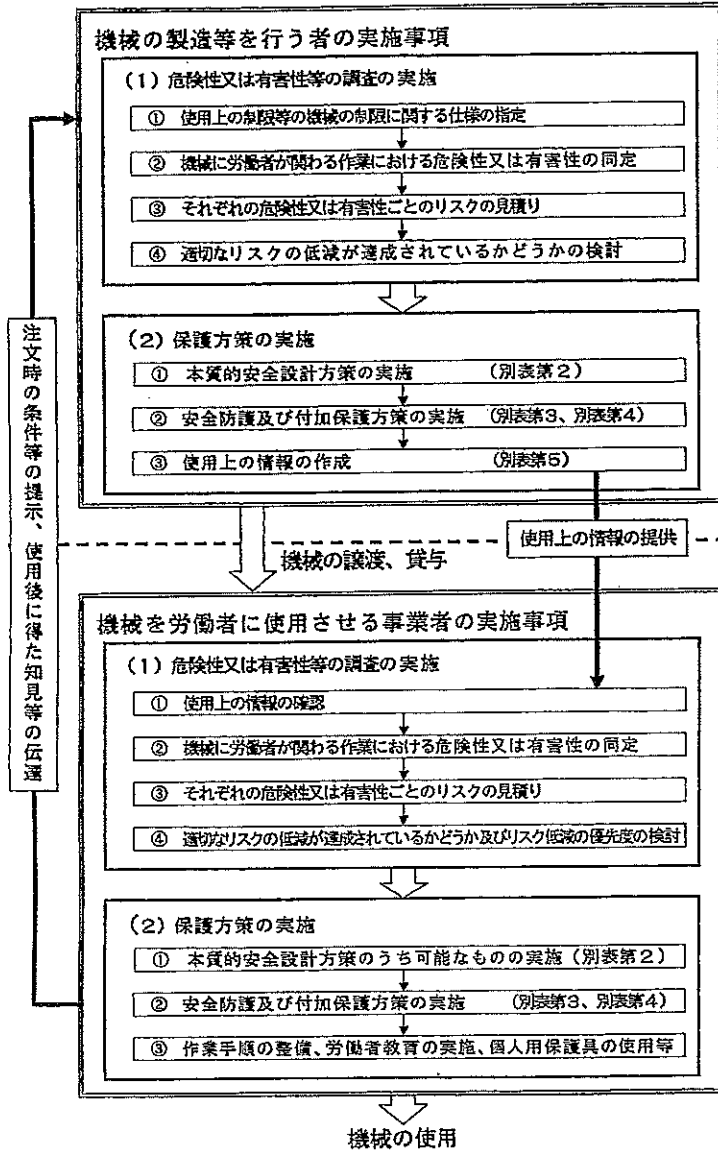 機械の製造等を行う者の実施事項
(1) 危険性又は有害性等の調査の実施
① 使用上の制限等の機械の制限に関する仕様の指定
② 機械に労働者が関わる作業における危険性又は有害性の同定
③ それぞれの危険性又は有害性ごとのリスクの見積り
④ 適切なリスクの低減が達成されているかどうかの検討
(2) 保護方策の実施
① 本質的安全設計方策の実施 (別表第2)
② 安全防護及び付加保護方策の実施 (別表第3、別表第4)
③ 使用上の情報の作成 (別表第5)
注文時の条件等の提示、使用後に得た知見等の伝達
使用上の情報の提供
機械の譲渡、貸与
機械を労働者に使用させる事業者の実施事項
(1) 危険性又は有害性等の調査の実施
① 使用上の情報の確認
② 機械に労働者が関わる作業における危険性又は有害性の同定
③ それぞれの危険性又は有害性ごとのリスクの見積り
④ 適切なリスクの低減が達成されているかどうか及びリスク低減の優先度の検討
(2) 保護方策の実施
① 本質的安全設計方策のうち可能なものの実施 (別表第2)
② 安全防護及び付加保護方策の実施 (別表第3、別表第4)
③ 作業手順の整備、労働者教育の実施、個人用保護具の使用等
機械の使用